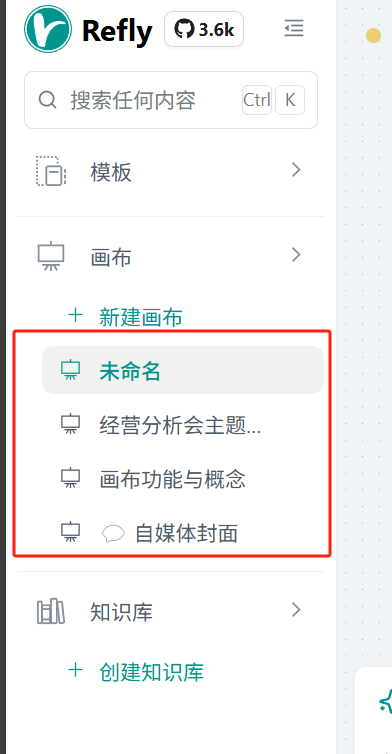 Refly 3.6k
搜索任何内容 Ctrl K
模板
画布
+ 新建画布
未命名
经营分析会主题...
画布功能与概念
自媒体封面
知识库
+ 创建知识库